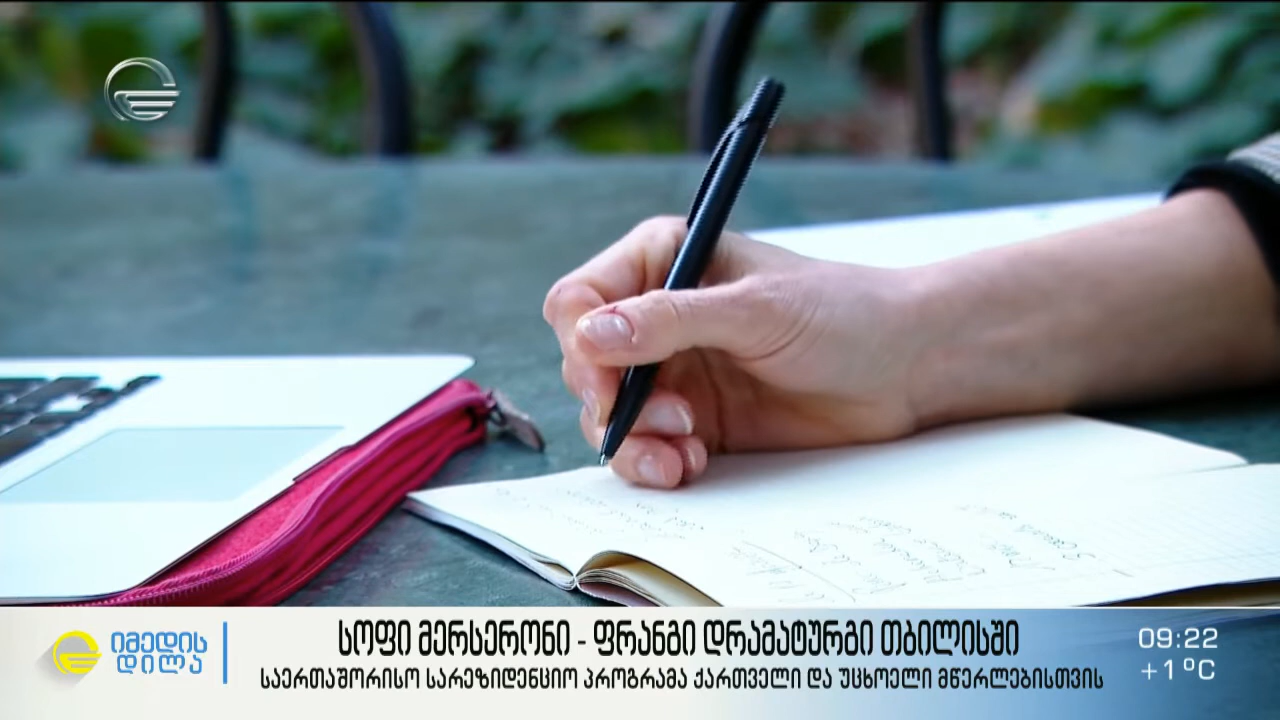 სოფი მერსერონი - ფრანგი დრამატურგი თბილისში
საერთაშორისო სარეზიდენციო პროგრამა ქართველი და უცხოელი მწერლებისთვის
იმედის
დილა
09:22
+1°C